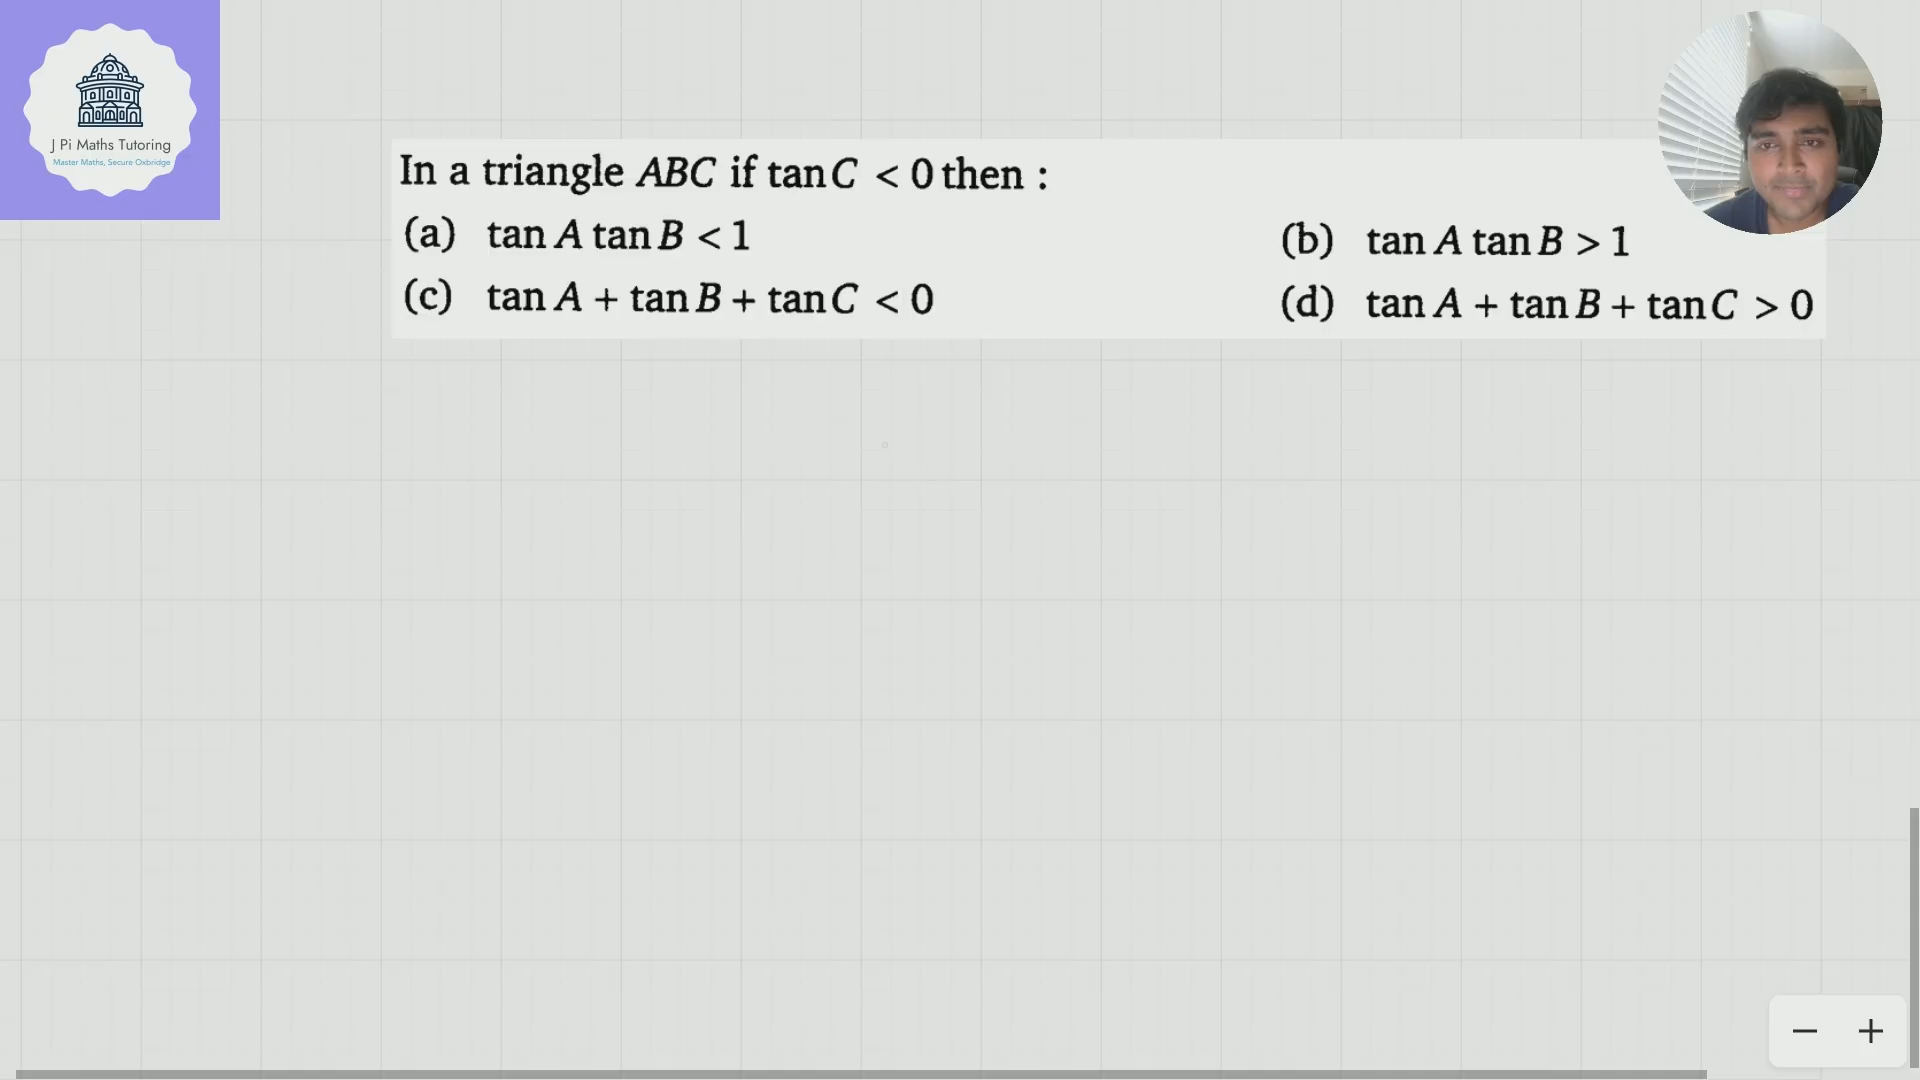 J Pi Maths Tutoring
Master Maths, Secure Oxbridge
In a triangle ABC if tan C < 0 then :
(a) tan A tan B < 1
(b) tan A tan B > 1
(c) tan A + tan B + tan C < 0
(d) tan A + tan B + tan C > 0